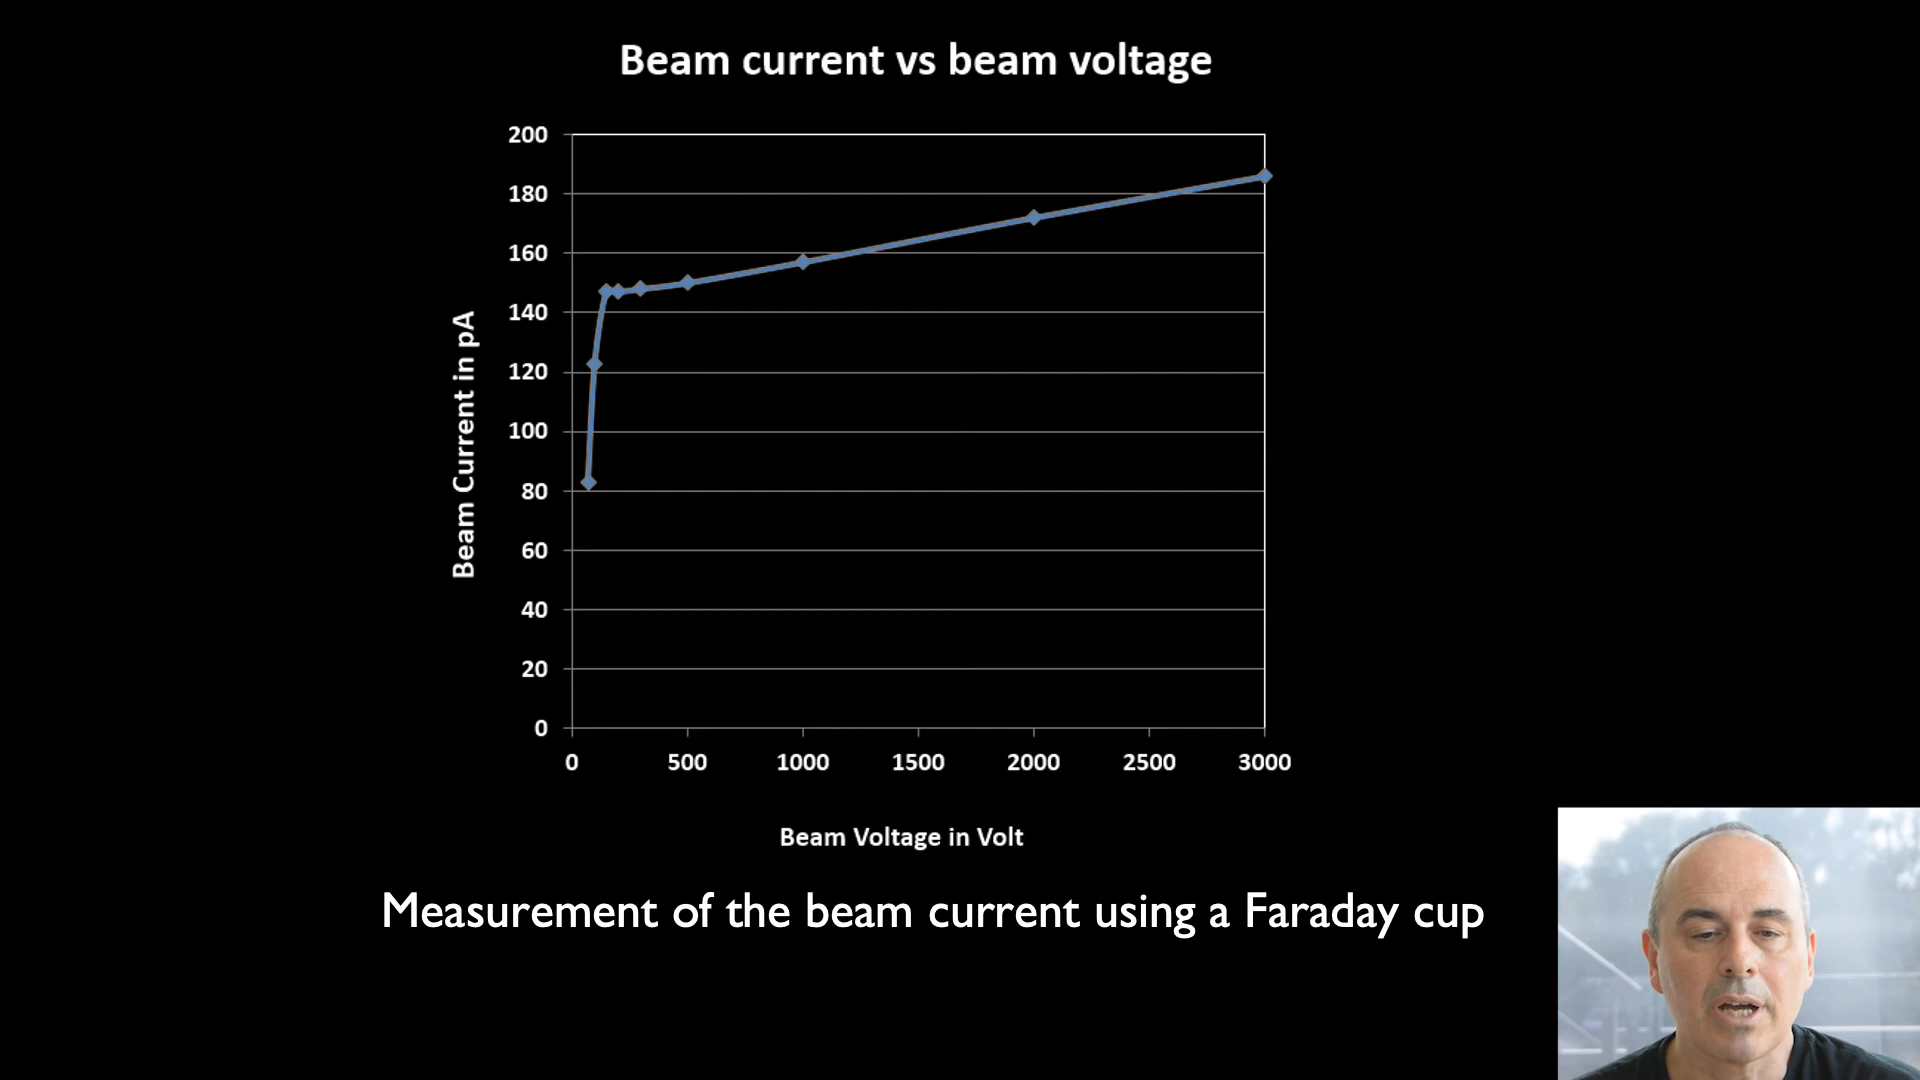 Beam current vs beam voltage
200
180
160
140
120
100
80
60
40
20
0
Beam Current in pA
0 500 1000 1500 2000 2500 3000
Beam Voltage in Volt
Measurement of the beam current using a Faraday cup